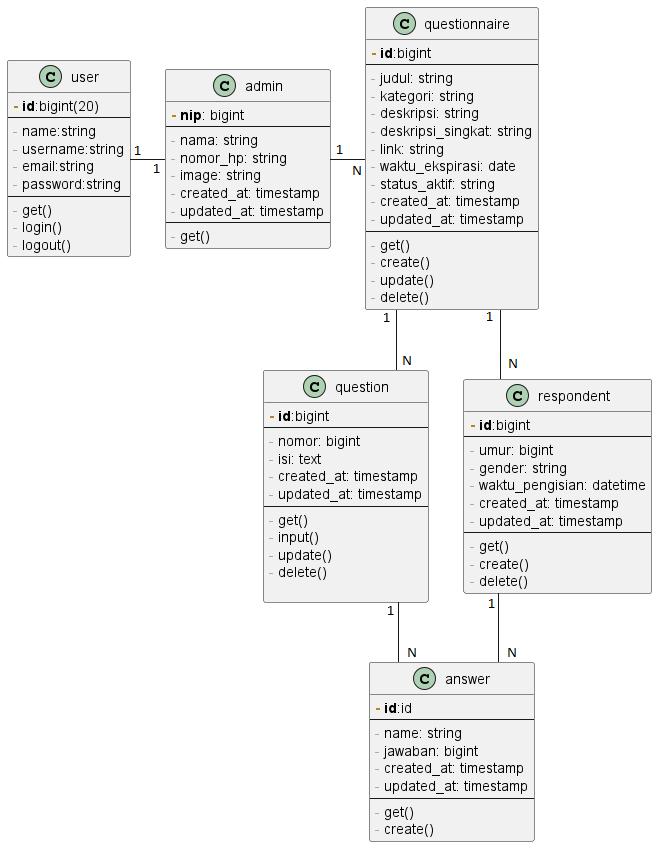 C user
- id:bigint(20)
- name:string
- username:string
- email:string
- password:string
- get()
- login()
- logout()
1
1
C admin
- nip: bigint
- nama: string
- nomor_hp: string
- image: string
- created_at: timestamp
- updated_at: timestamp
- get()
1
N
C questionnaire
- id:bigint
- judul: string
- kategori: string
- deskripsi: string
- deskripsi_singkat: string
- link: string
- waktu_ekspirasi: date
- status_aktif: string
- created_at: timestamp
- updated_at: timestamp
- get()
- create()
- update()
- delete()
1
N
1
N
C question
- id:bigint
- nomor: bigint
- isi: text
- created_at: timestamp
- updated_at: timestamp
- get()
- input()
- update()
- delete()
1
N
C respondent
- id:bigint
- umur: bigint
- gender: string
- waktu_pengisian: datetime
- created_at: timestamp
- updated_at: timestamp
- get()
- create()
- delete()
1
N
C answer
- id:id
- name: string
- jawaban: bigint
- created_at: timestamp
- updated_at: timestamp
- get()
- create()